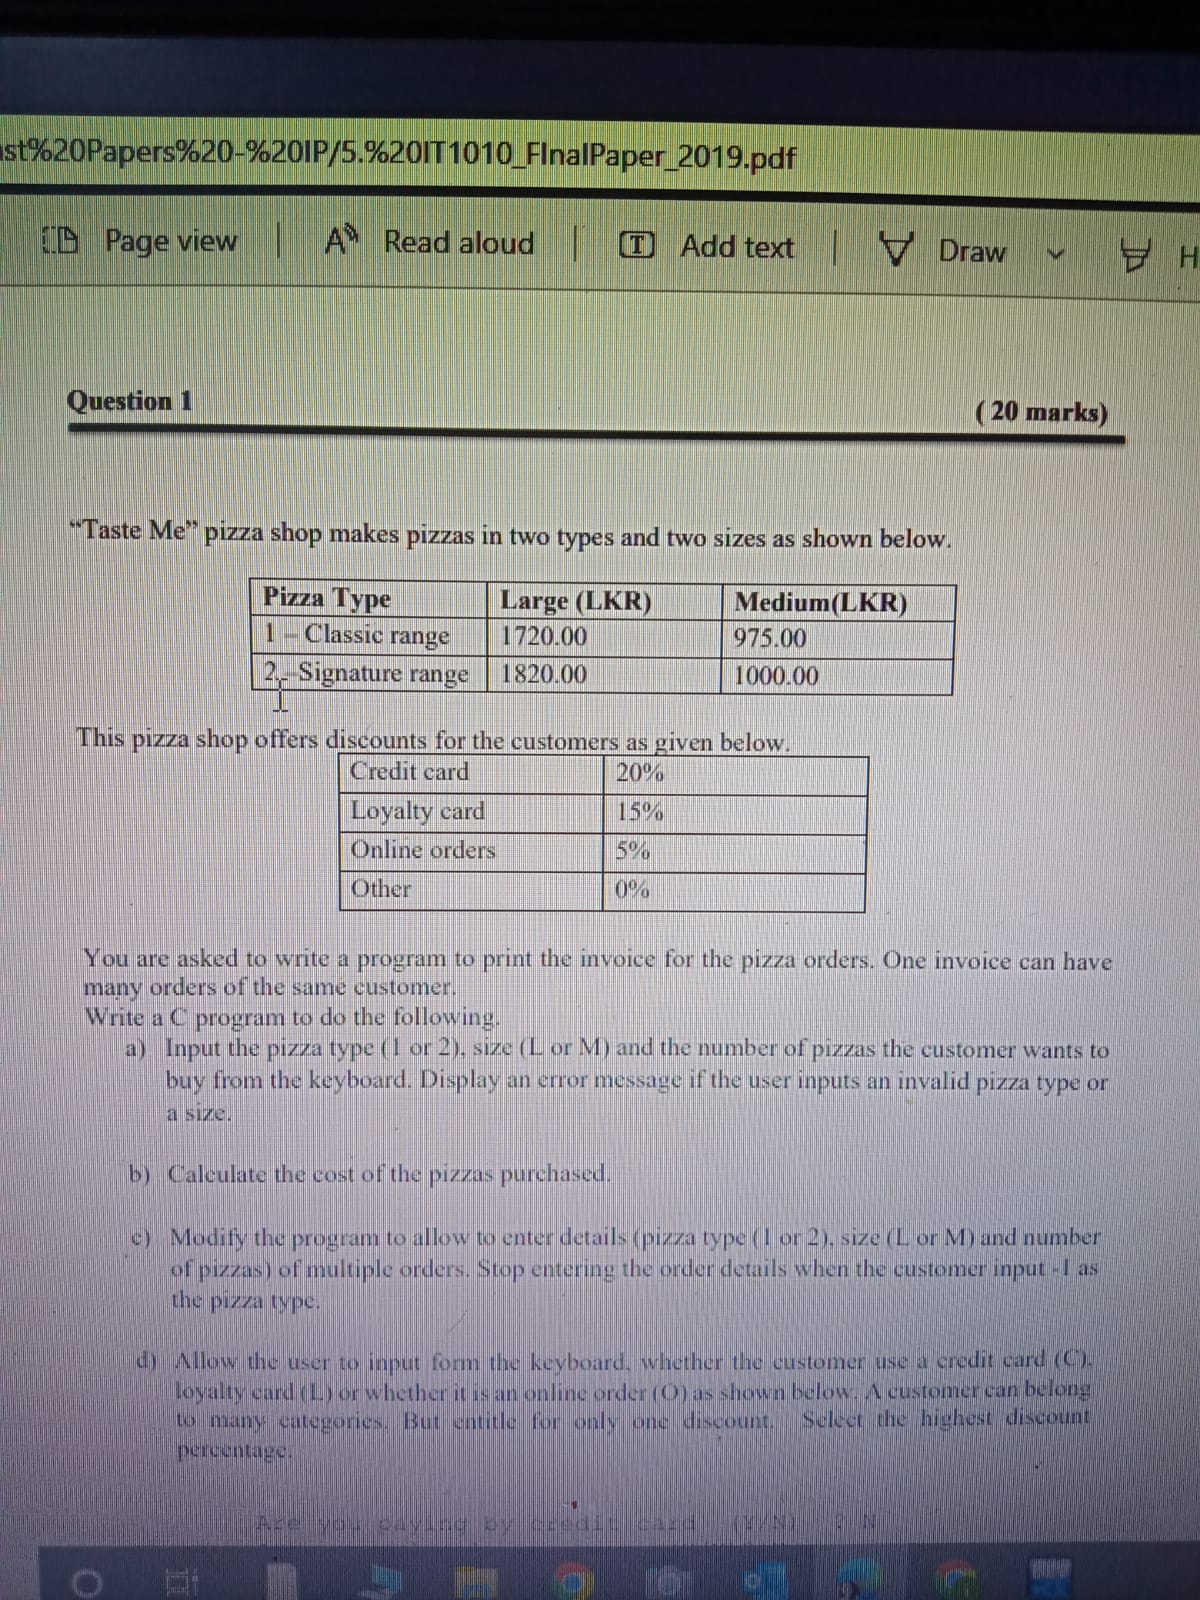 st%20Papers%20-%20IP/5.%20IT1010_FInalPaper_2019.pdf
Page view | A Read aloud | T Add text | Draw H
Question 1 ( 20 marks)
“Taste Me” pizza shop makes pizzas in two types and two sizes as shown below.
Pizza Type Large (LKR) Medium(LKR)
1 – Classic range 1720.00 975.00
2 – Signature range 1820.00 1000.00
This pizza shop offers discounts for the customers as given below.
Credit card 20%
Loyalty card 15%
Online orders 5%
Other 0%
You are asked to write a program to print the invoice for the pizza orders. One invoice can have
many orders of the same customer.
Write a C program to do the following.
a) Input the pizza type (1 or 2), size (L or M) and the number of pizzas the customer wants to
buy from the keyboard. Display an error message if the user inputs an invalid pizza type or
a size.
b) Calculate the cost of the pizzas purchased.
c) Modify the program to allow to enter details (pizza type (1 or 2), size (L or M) and number
of pizzas) of multiple orders. Stop entering the order details when the customer input -1 as
the pizza type.
d) Allow the user to input form the keyboard, whether the customer use a credit card (C),
loyalty card (L) or whether it is an online order (O) as shown below. A customer can belong
to many categories. But entitle for only one discount. Select the highest discount
percentage.
Are you paying by credit card (Y/N) ? N